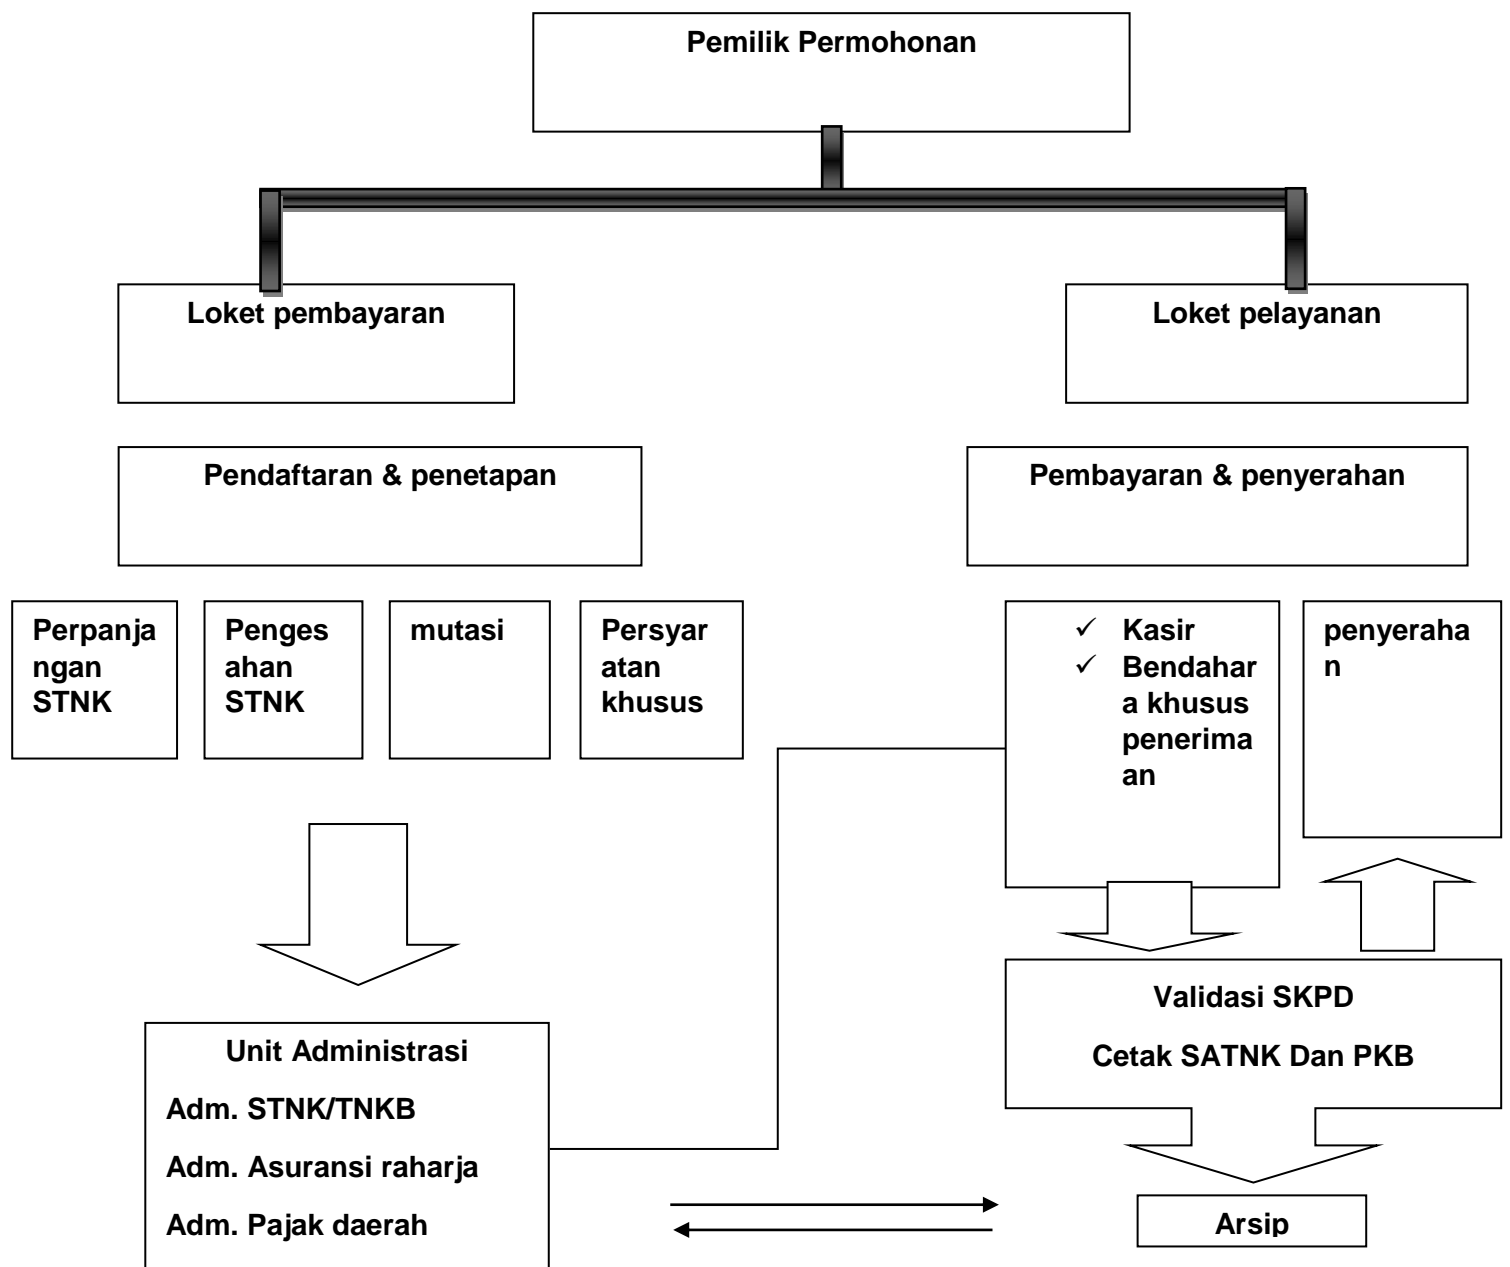 Pemilik Permohonan
Loket pembayaran
Loket pelayanan
Pendaftaran & penetapan
Pembayaran & penyerahan
Perpanja
ngan
STNK
Penges
ahan
STNK
mutasi
Persyar
atan
khusus
✓ Kasir
✓ Bendahar
a khusus
penerima
an
penyeraha
n
Validasi SKPD
Cetak SATNK Dan PKB
Unit Administrasi
Adm. STNK/TNKB
Adm. Asuransi raharja
Adm. Pajak daerah
Arsip